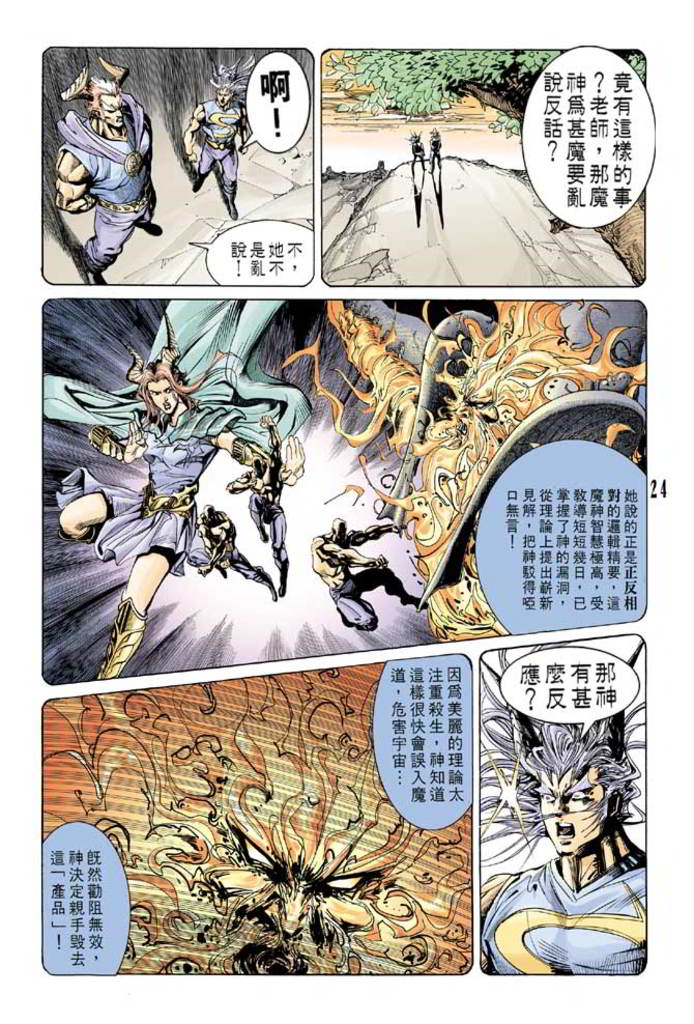 竟有這樣的事
？老師，那魔
神爲甚魔要亂
說反話？
啊！
不，
她不
是亂
說！
她說的正是正反相
對的邏輯精要，這
魔神智慧極高，受
敎導短短幾日，已
掌握了神的漏洞，
從理論上提出嶄新
見解，把神駁得啞
口無言！
24
那神
有甚
麼反
應？
因爲美麗的理論太
注重殺生，神知道
這樣很快會誤入魔
道，危害宇宙…
旣然勸阻無效，
神決定親手毀去
這「產品」！